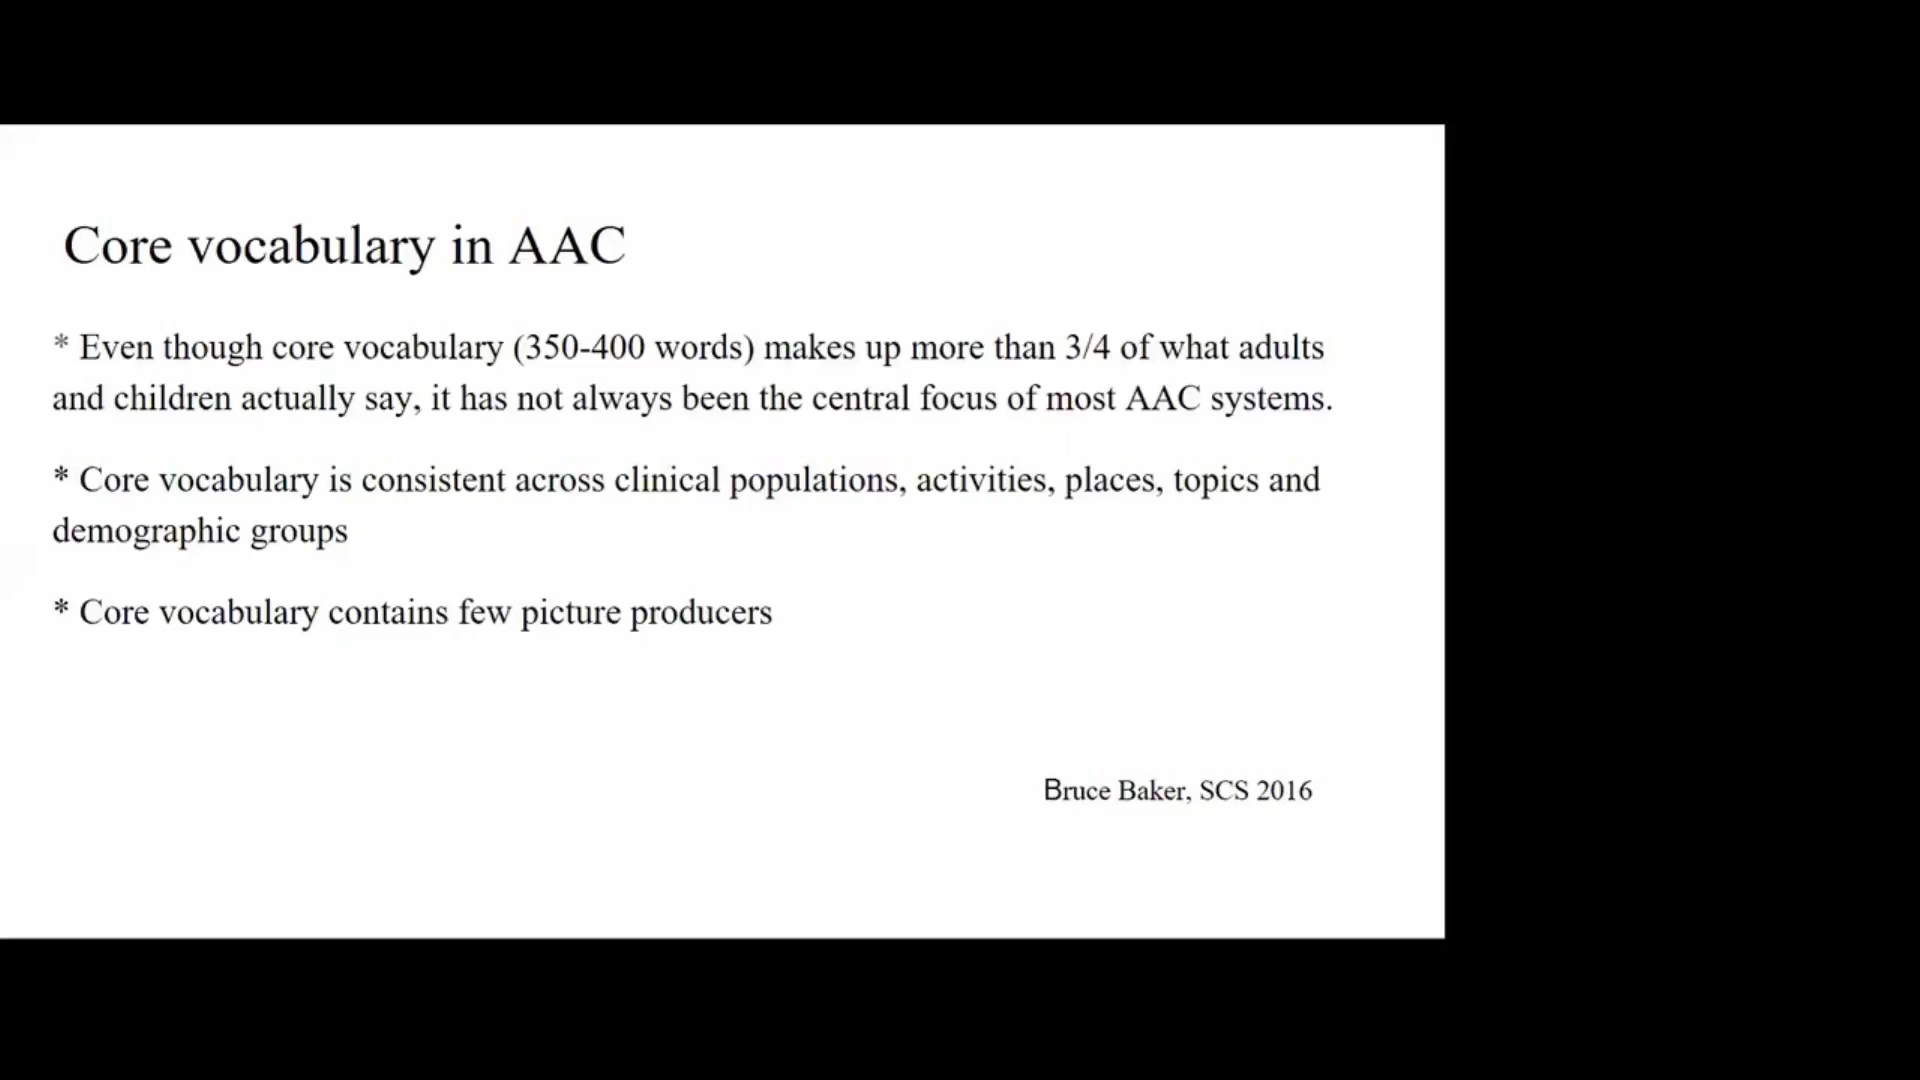 Core vocabulary in AAC
* Even though core vocabulary (350-400 words) makes up more than 3/4 of what adults
and children actually say, it has not always been the central focus of most AAC systems.
* Core vocabulary is consistent across clinical populations, activities, places, topics and
demographic groups
* Core vocabulary contains few picture producers
Bruce Baker, SCS 2016